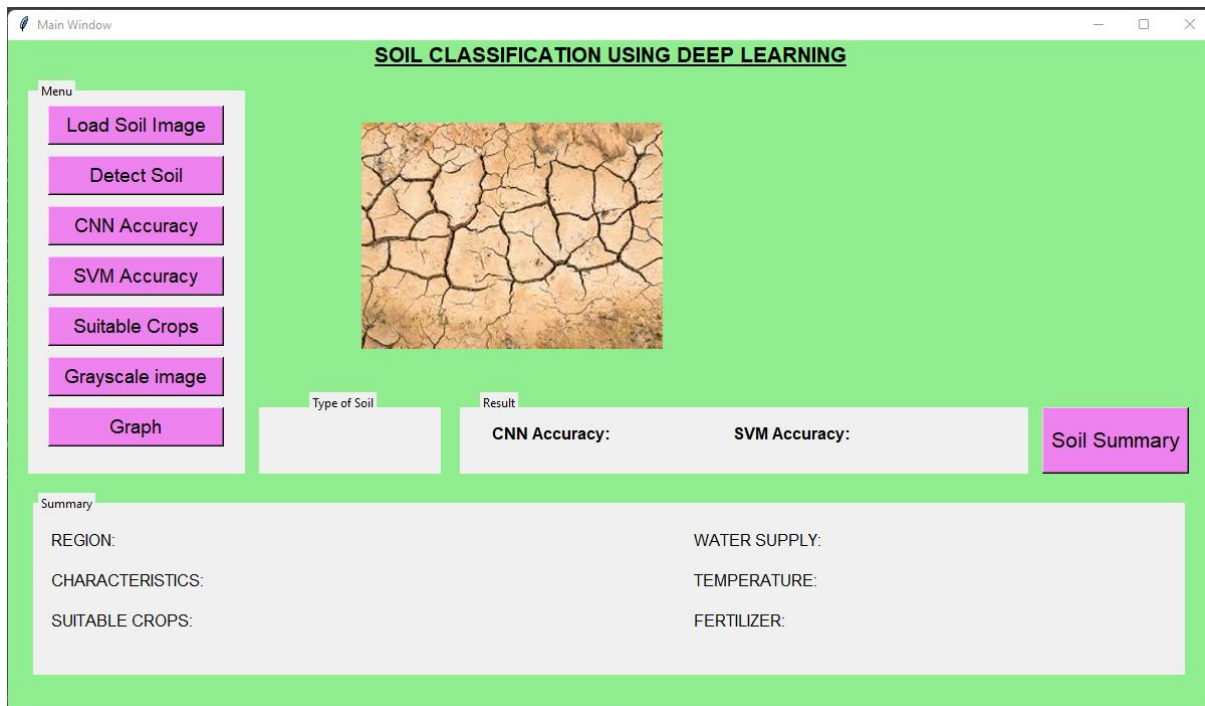 Main Window
SOIL CLASSIFICATION USING DEEP LEARNING
Menu
Load Soil Image
Detect Soil
CNN Accuracy
SVM Accuracy
Suitable Crops
Grayscale image
Graph
Type of Soil
Result
CNN Accuracy: SVM Accuracy:
Soil Summary
Summary
REGION: WATER SUPPLY:
CHARACTERISTICS: TEMPERATURE:
SUITABLE CROPS: FERTILIZER: